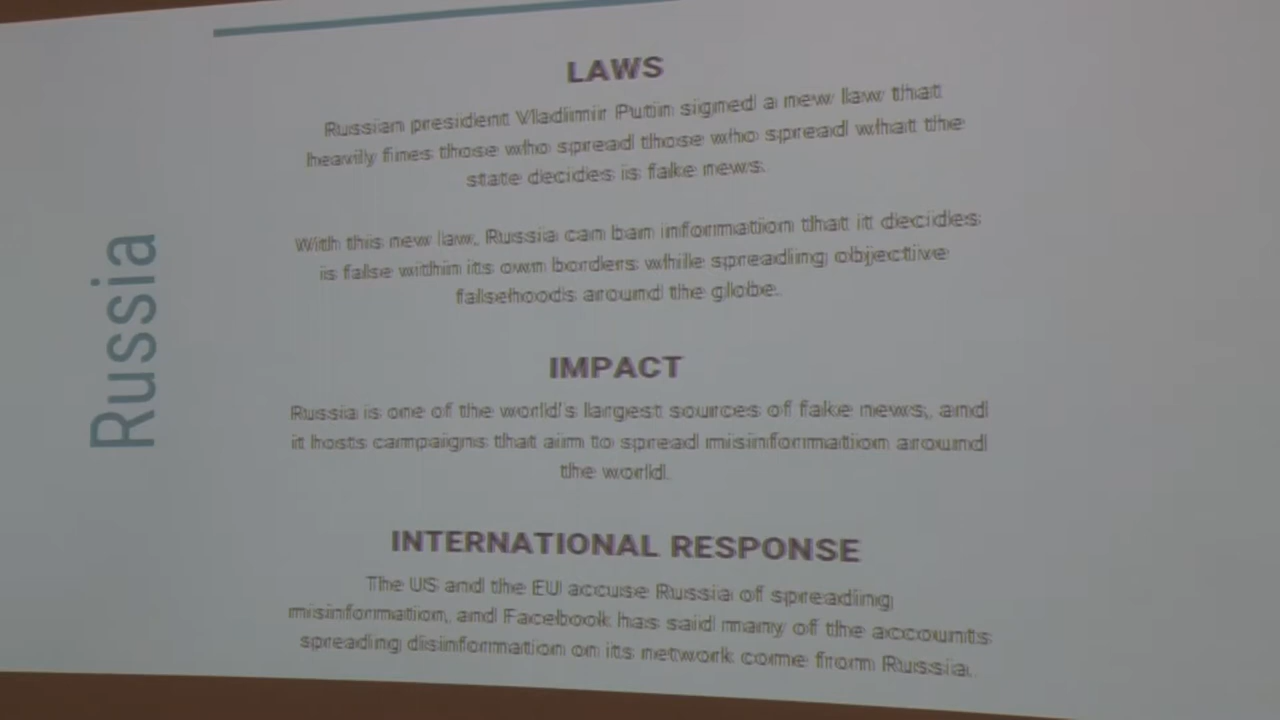 Russia
LAWS
Russian president Vladimir Putin signed a new law that
heavily fines those who spread those who spread what the
state decides is fake news.
With this new law, Russia can ban information that it decides
is false within its own borders while spreading objective
falsehoods around the globe.
IMPACT
Russia is one of the world's largest sources of fake news, and
it hosts campaigns that aim to spread misinformation around
the world.
INTERNATIONAL RESPONSE
The US and the EU accuse Russia of spreading
misinformation, and Facebook has said many of the accounts
spreading disinformation on its network come from Russia.